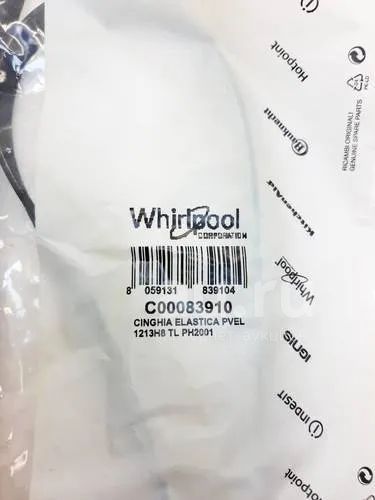 Whirlpool
CORPORATION
8 059131 839104
C00083910
CINGHIA ELASTICA PVEL
1213H8 TL PH2001
Hotpoint
Bauknecht
KitchenAid
Whirlpool
IGNIS
INDESIT
RICAMBI ORIGINALI
GENUINE SPARE PARTS
Hotpoint